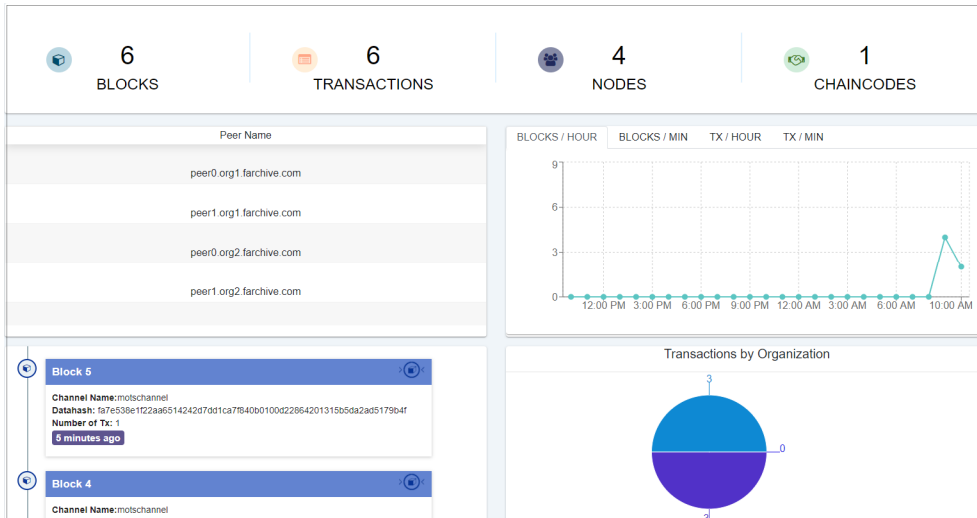 6
BLOCKS
6
TRANSACTIONS
4
NODES
1
CHAINCODES
Peer Name
peer0.org1.farchive.com
peer1.org1.farchive.com
peer0.org2.farchive.com
peer1.org2.farchive.com
BLOCKS / HOUR BLOCKS / MIN TX / HOUR TX / MIN
9
6
3
0
12:00 PM 3:00 PM 6:00 PM 9:00 PM 12:00 AM 3:00 AM 6:00 AM 10:00 AM
Block 5
Channel Name:motschannel
Datahash: fa7e538e1f22aa6514242d7dd1ca7f840b0100d22864201315b5da2ad5179b4f
Number of Tx: 1
5 minutes ago
Block 4
Channel Name:motschannel
Transactions by Organization
3
0
3